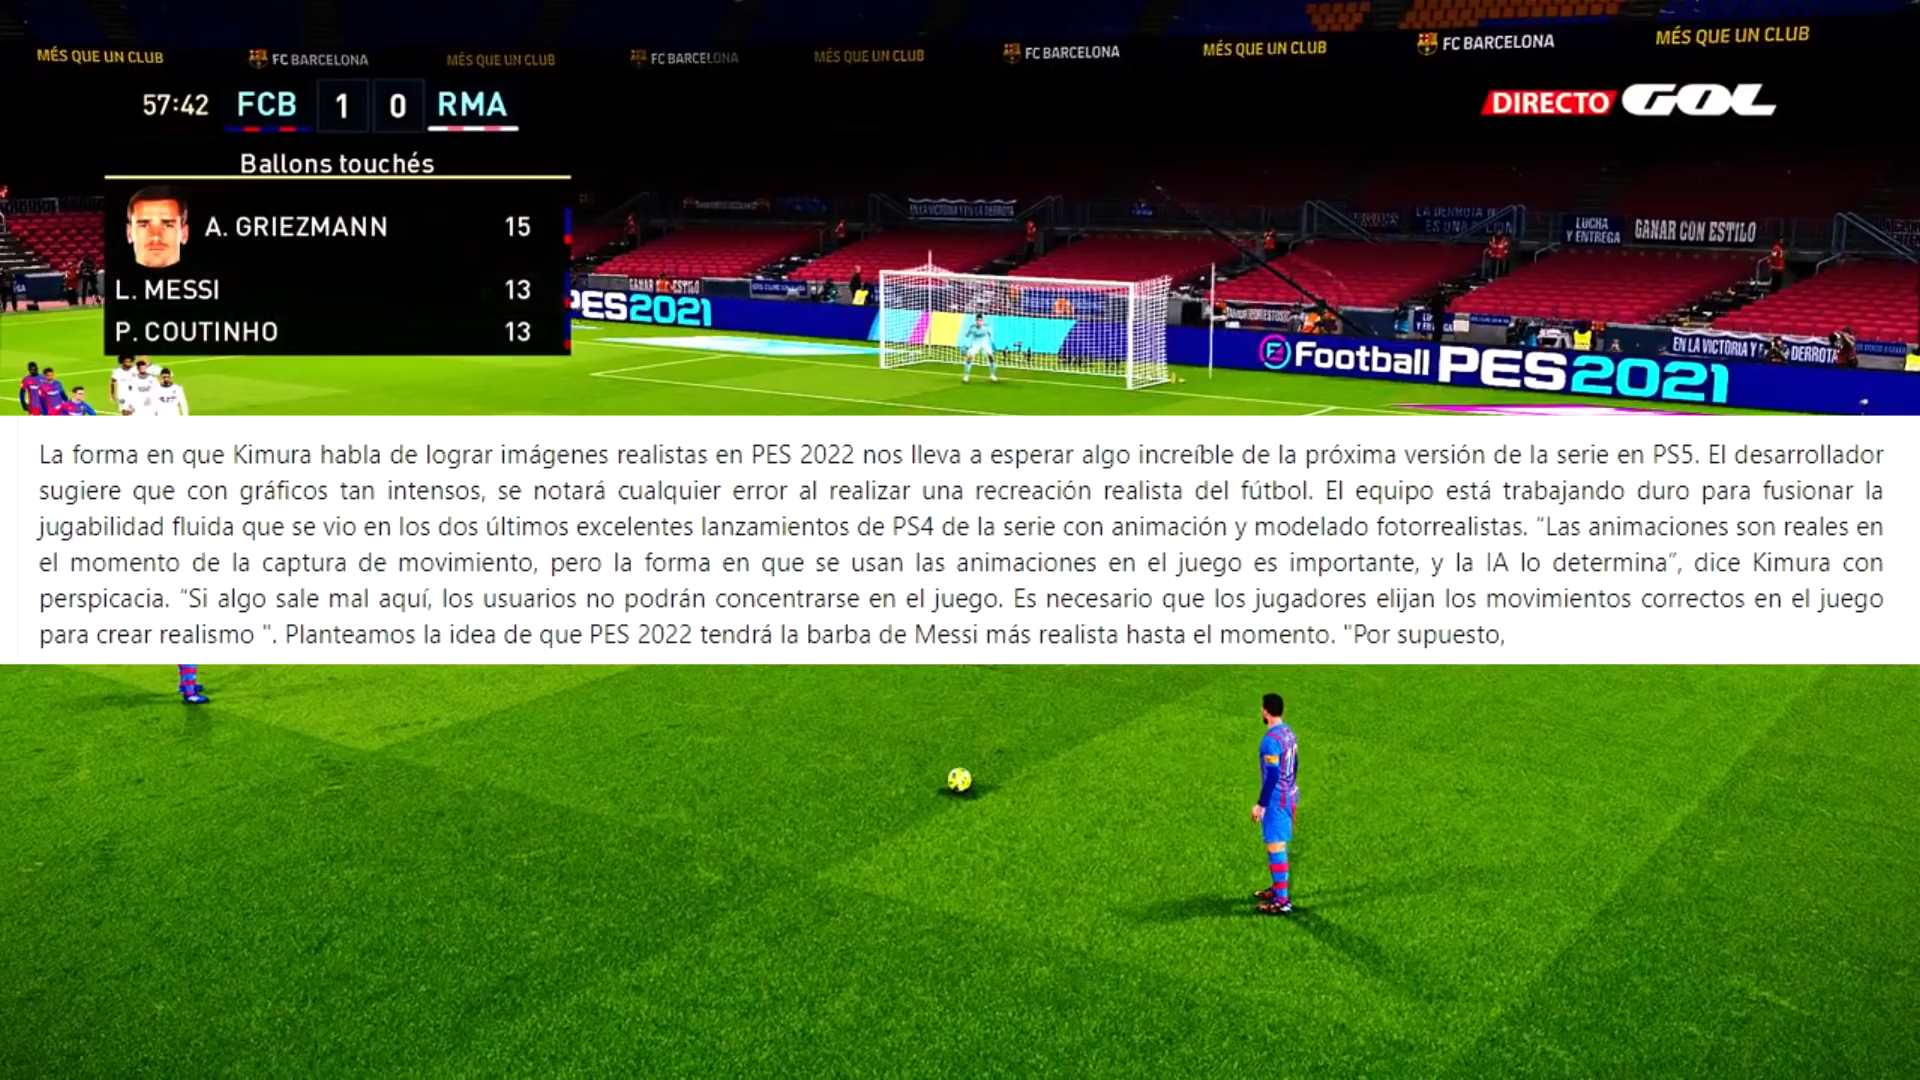 MÉS QUE UN CLUB FC BARCELONA MÉS QUE UN CLUB FC BARCELONA MÉS QUE UN CLUB FC BARCELONA MÉS QUE UN CLUB FC BARCELONA MÉS QUE UN CLUB
57:42 FCB 1 0 RMA
DIRECTO GOL
Ballons touchés
A. GRIEZMANN 15
L. MESSI 13
P. COUTINHO 13
EN LA VICTORIA Y EN LA DERROTA
LUCHA
Y ENTREGA
GANAR CON ESTILO
GANAR CON ESTILO
PES2021
EN LA VICTORIA Y DERROTA
Football PES2021
La forma en que Kimura habla de lograr imágenes realistas en PES 2022 nos lleva a esperar algo increíble de la próxima versión de la serie en PS5. El desarrollador
sugiere que con gráficos tan intensos, se notará cualquier error al realizar una recreación realista del fútbol. El equipo está trabajando duro para fusionar la
jugabilidad fluida que se vio en los dos últimos excelentes lanzamientos de PS4 de la serie con animación y modelado fotorrealistas. “Las animaciones son reales en
el momento de la captura de movimiento, pero la forma en que se usan las animaciones en el juego es importante, y la IA lo determina”, dice Kimura con
perspicacia. “Si algo sale mal aquí, los usuarios no podrán concentrarse en el juego. Es necesario que los jugadores elijan los movimientos correctos en el juego
para crear realismo ". Planteamos la idea de que PES 2022 tendrá la barba de Messi más realista hasta el momento. "Por supuesto,